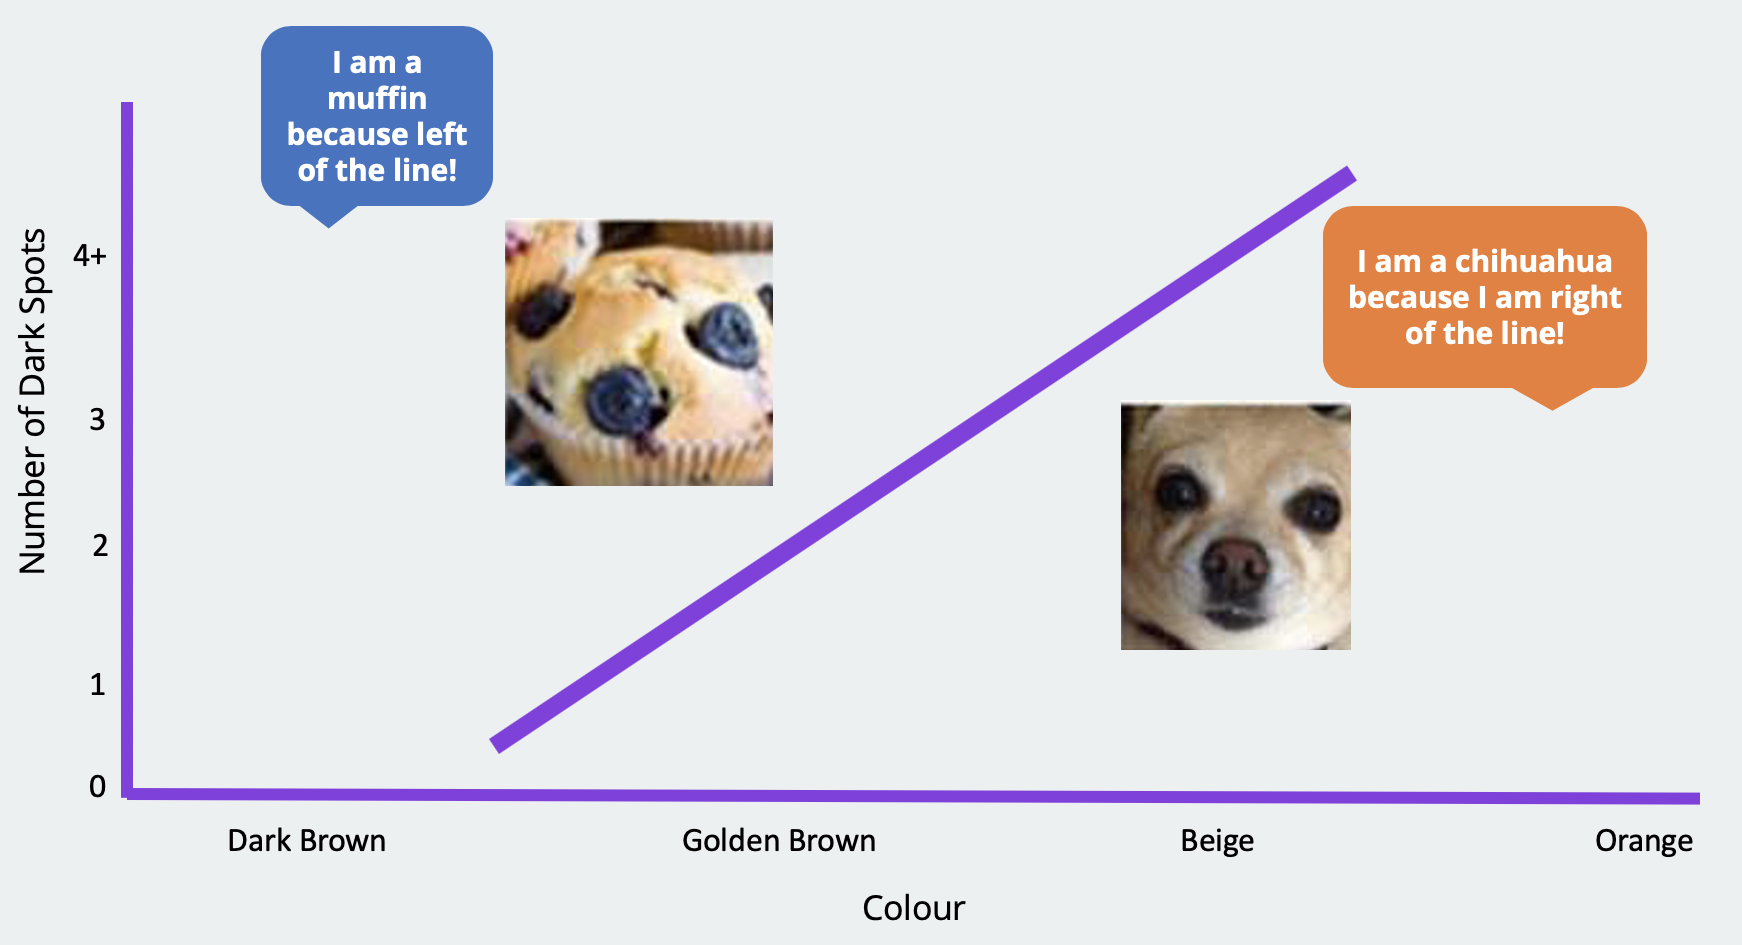 I am a
muffin
because left
of the line!
I am a chihuahua
because I am right
of the line!
Number of Dark Spots
4+
3
2
1
0
Dark Brown
Golden Brown
Beige
Orange
Colour